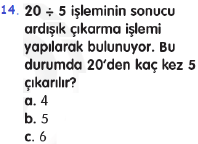 14. 20 ÷ 5 işleminin sonucu
ardışık çıkarma işlemi
yapılarak bulunuyor. Bu
durumda 20'den kaç kez 5
çıkarılır?
a. 4
b. 5
c. 6